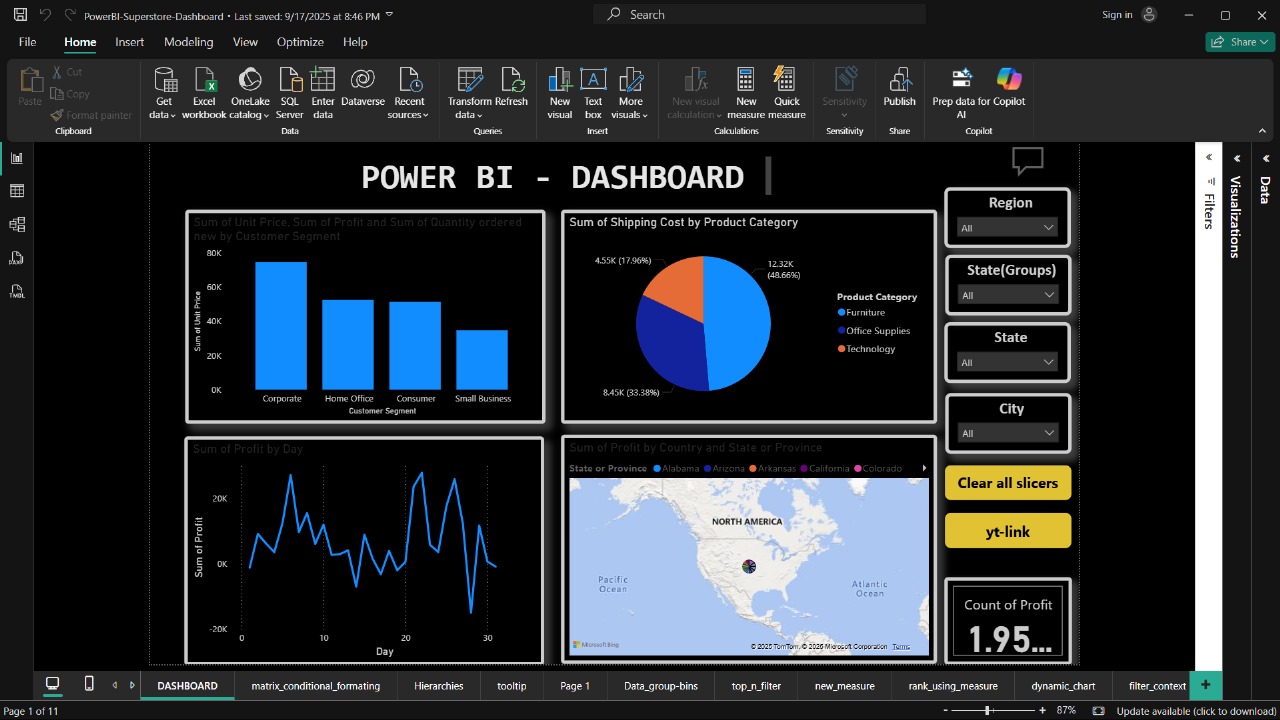 PowerBI-Superstore-Dashboard • Last saved: 9/17/2025 at 8:46 PM
Search
Sign in
File Home Insert Modeling View Optimize Help
Share
Paste
Cut
Copy
Format painter
Clipboard
Get data
Excel workbook
OneLake catalog
SQL Server
Enter data
Dataverse
Recent sources
Data
Transform data
Refresh
Queries
New visual
Text box
More visuals
Insert
New visual calculation
New measure
Quick measure
Calculations
Sensitivity
Sensitivity
Publish
Share
Prep data for AI
Copilot
Copilot
POWER BI - DASHBOARD
Sum of Unit Price, Sum of Profit and Sum of Quantity ordered
new by Customer Segment
80K
60K
40K
20K
0K
Sum of Unit Price
Corporate Home Office Consumer Small Business
Customer Segment
Sum of Shipping Cost by Product Category
4.55K (17.96%)
12.32K
(48.66%)
8.45K (33.38%)
Product Category
Furniture
Office Supplies
Technology
Region
All
State(Groups)
All
State
All
City
All
Clear all slicers
yt-link
Count of Profit
1.95...
Sum of Profit by Day
20K
0K
-20K
Sum of Profit
0 10 20 30
Day
Sum of Profit by Country and State or Province
State or Province Alabama Arizona Arkansas California Colorado
NORTH AMERICA
Pacific
Ocean
Atlantic
Ocean
Microsoft Bing
© 2025 TomTom, © 2025 Microsoft Corporation Terms
Filters
Visualizations
Data
DASHBOARD matrix_conditional_formating Hierarchies tooltip Page 1 Data_group-bins top_n_filter new_measure rank_using_measure dynamic_chart filter_context
Page 1 of 11
- + 87%
Update available (click to download)